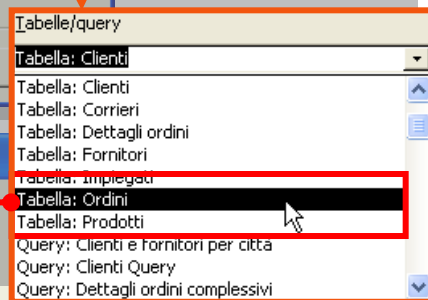 Tabelle/query
Tabella: Clienti
Tabella: Clienti
Tabella: Corrieri
Tabella: Dettagli ordini
Tabella: Fornitori
Tabella: Impiegati
Tabella: Ordini
Tabella: Prodotti
Query: Clienti e fornitori per città
Query: Clienti Query
Query: Dettagli ordini complessivi